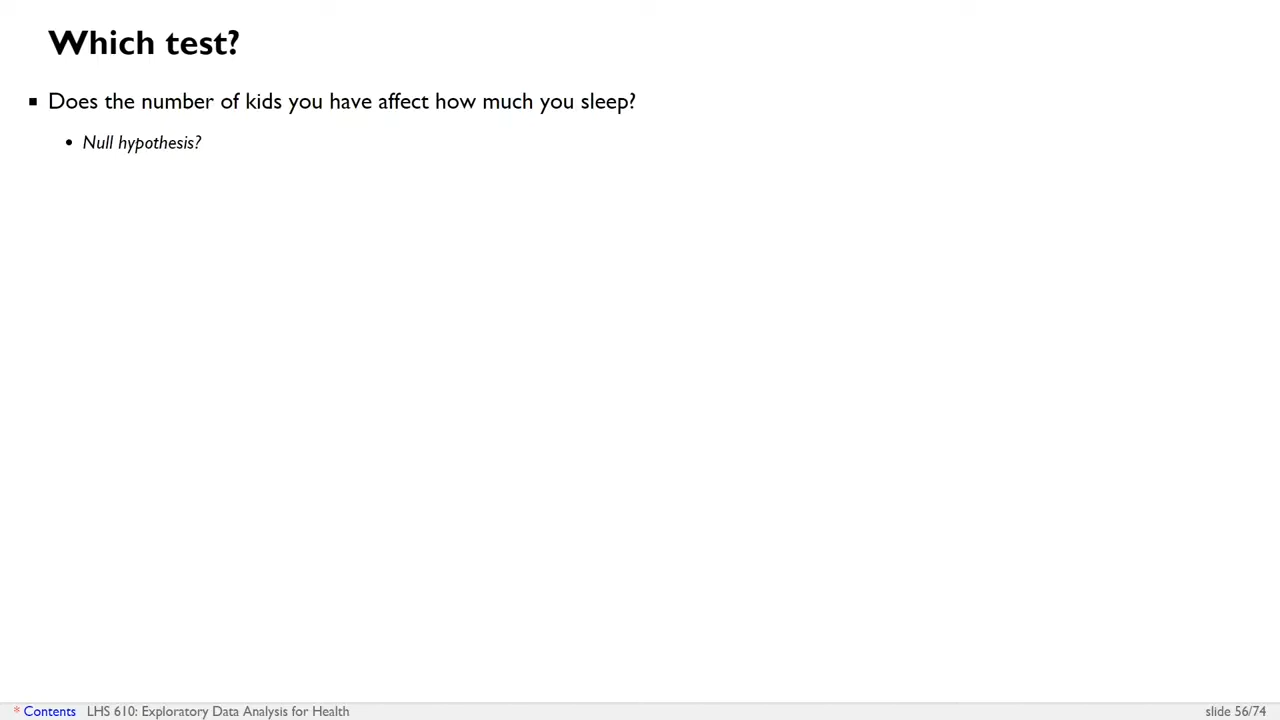 Which test?
▪ Does the number of kids you have affect how much you sleep?
• Null hypothesis?
* Contents LHS 610: Exploratory Data Analysis for Health slide 56/74